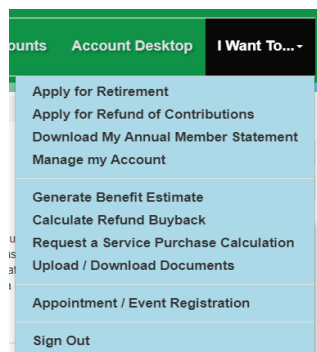 ounts Account Desktop I Want To...
Apply for Retirement
Apply for Refund of Contributions
Download My Annual Member Statement
Manage my Account
Generate Benefit Estimate
Calculate Refund Buyback
Request a Service Purchase Calculation
Upload / Download Documents
Appointment / Event Registration
Sign Out